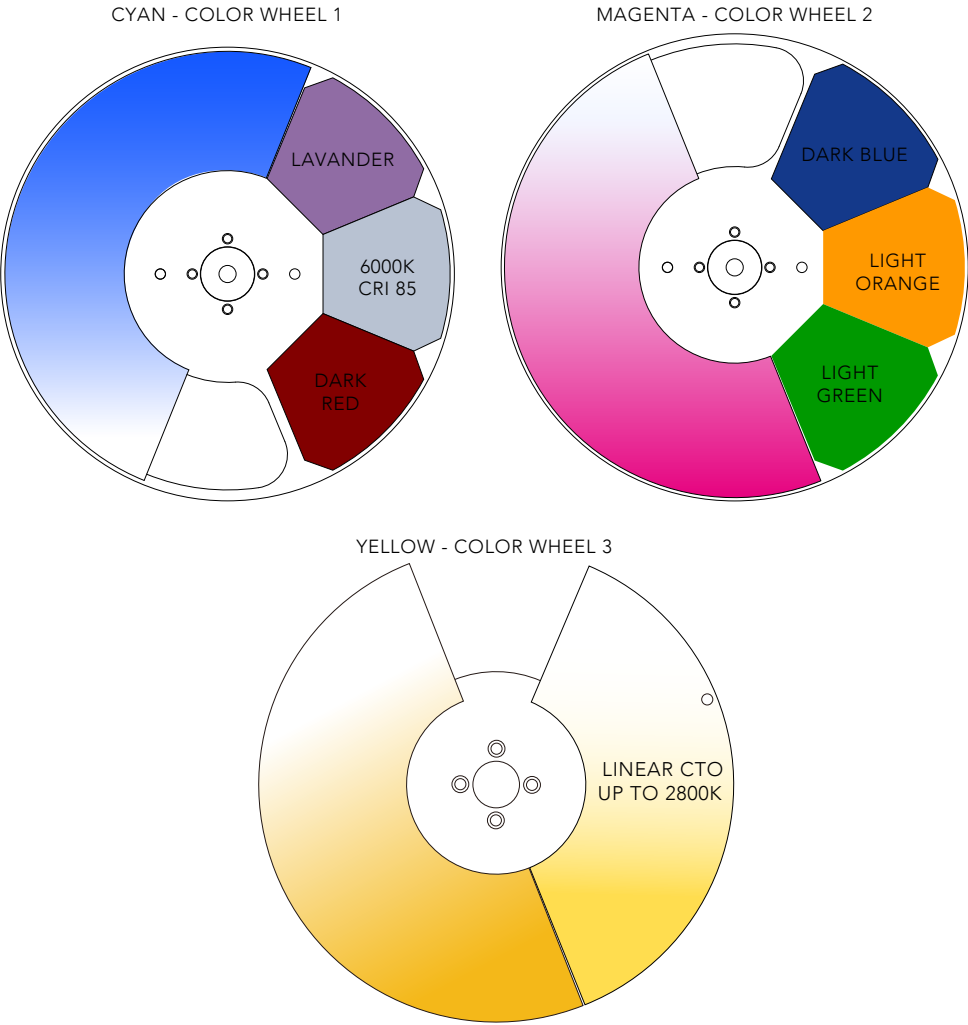 CYAN - COLOR WHEEL 1
LAVANDER
6000K
CRI 85
DARK
RED
MAGENTA - COLOR WHEEL 2
DARK BLUE
LIGHT
ORANGE
LIGHT
GREEN
YELLOW - COLOR WHEEL 3
LINEAR CTO
UP TO 2800K